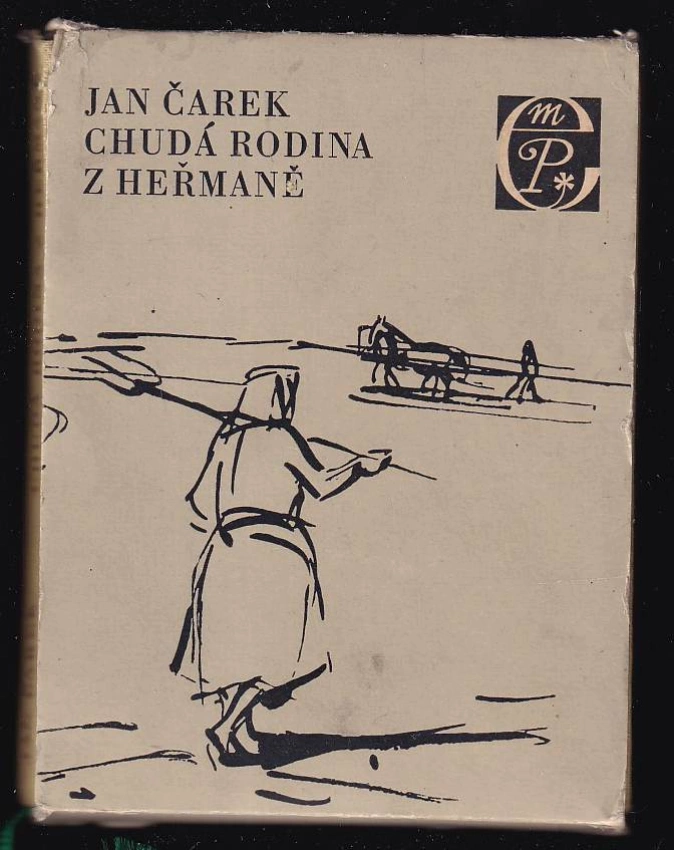 JAN ČAREK
CHUDÁ RODINA
Z HEŘMANĚ
m
P